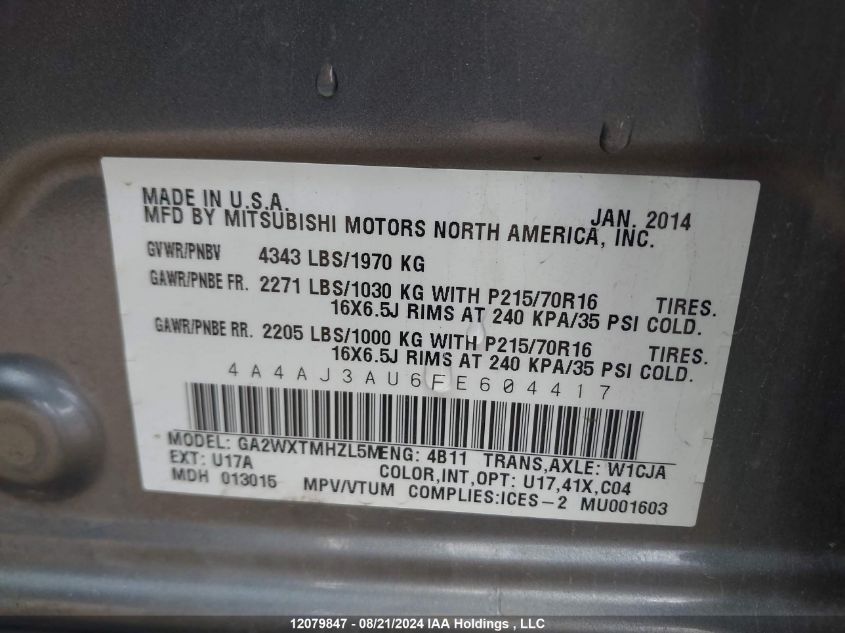 MADE IN U.S.A. JAN. 2014
MFD BY MITSUBISHI MOTORS NORTH AMERICA, INC.
GVWR/PNBV 4343 LBS/1970 KG
GAWR/PNBE FR. 2271 LBS/1030 KG WITH P215/70R16 TIRES.
16X6.5J RIMS AT 240 KPA/35 PSI COLD.
GAWR/PNBE RR. 2205 LBS/1000 KG WITH P215/70R16 TIRES.
16X6.5J RIMS AT 240 KPA/35 PSI COLD.
4A4AJ3AU6FE604417
MODEL: GA2WXTMHZL5M ENG: 4B11 TRANS,AXLE: W1CJA
EXT: U17A COLOR,INT,OPT: U17,41X,C04
MDH 013015 MPV/VTUM COMPLIES:ICES-2 MU001603
12079847 - 08/21/2024 IAA Holdings , LLC